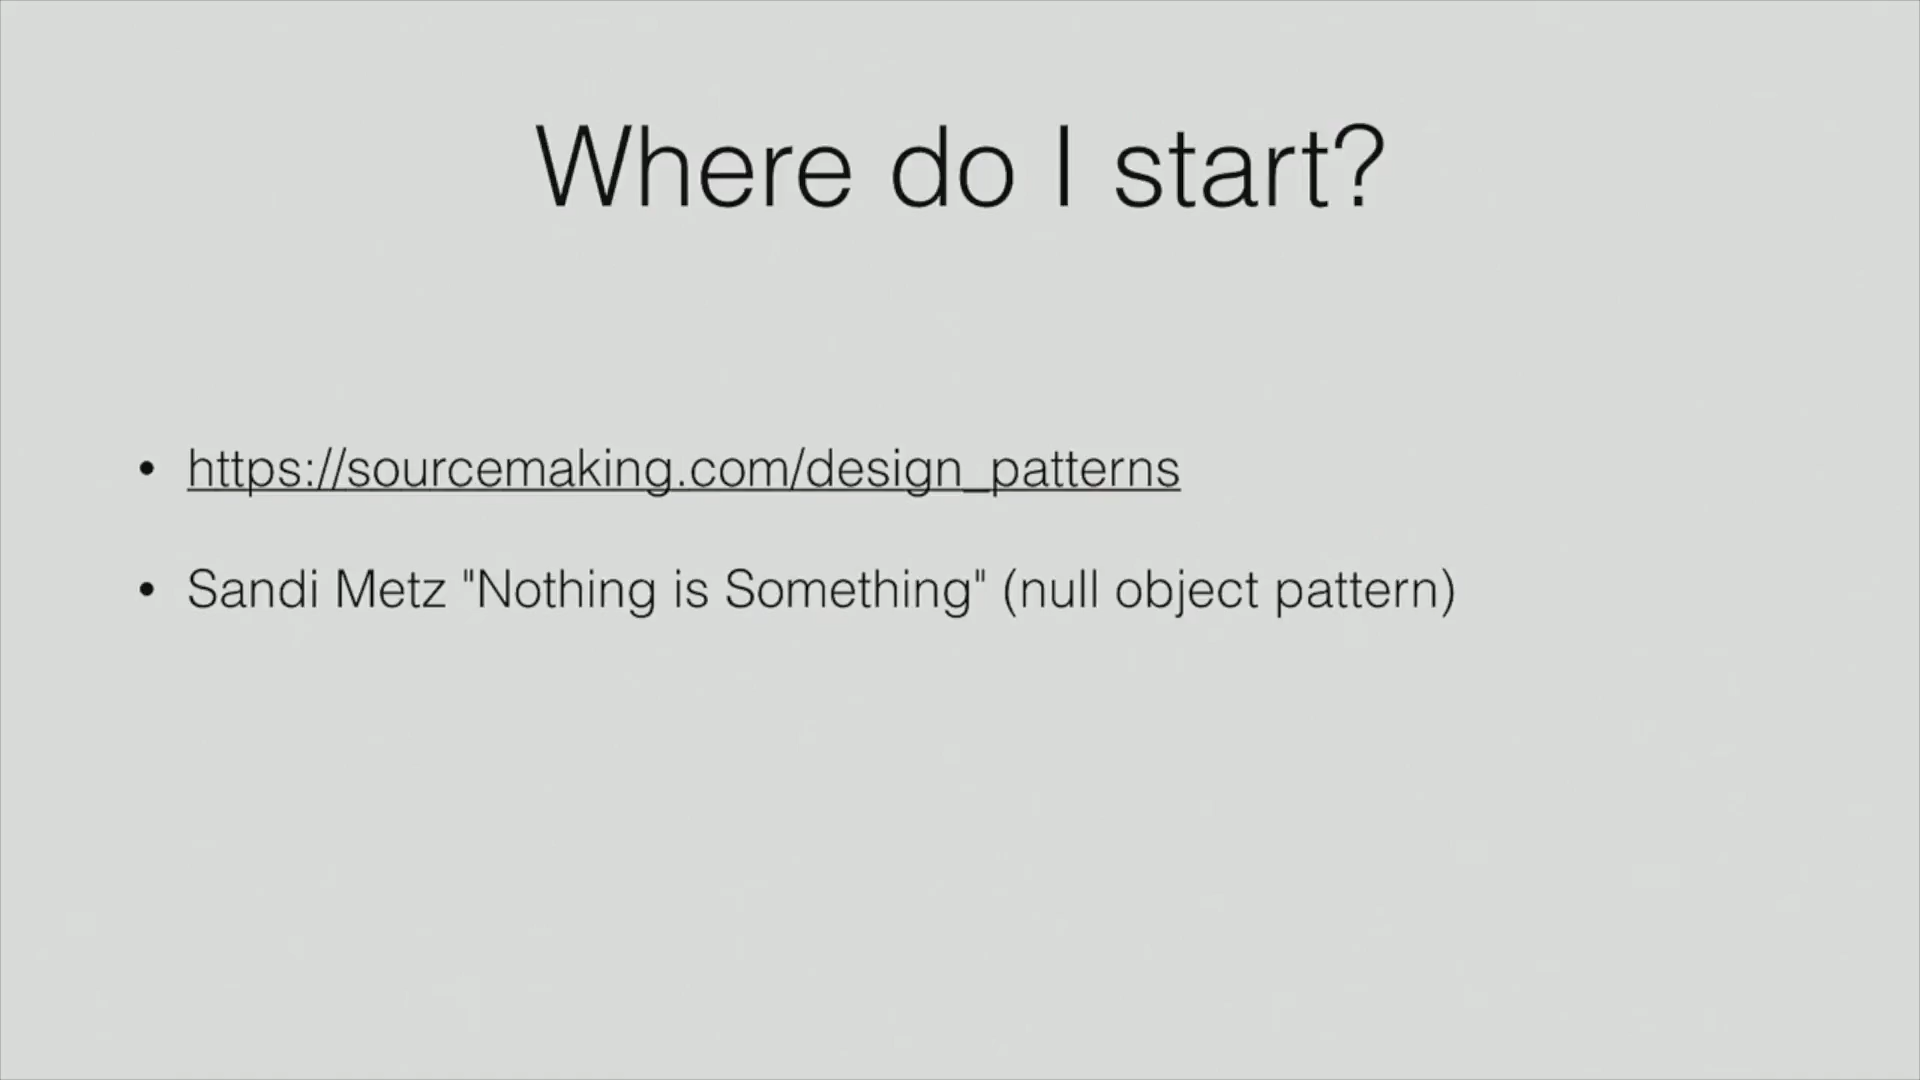 Where do I start?
• https://sourcemaking.com/design_patterns
• Sandi Metz "Nothing is Something" (null object pattern)